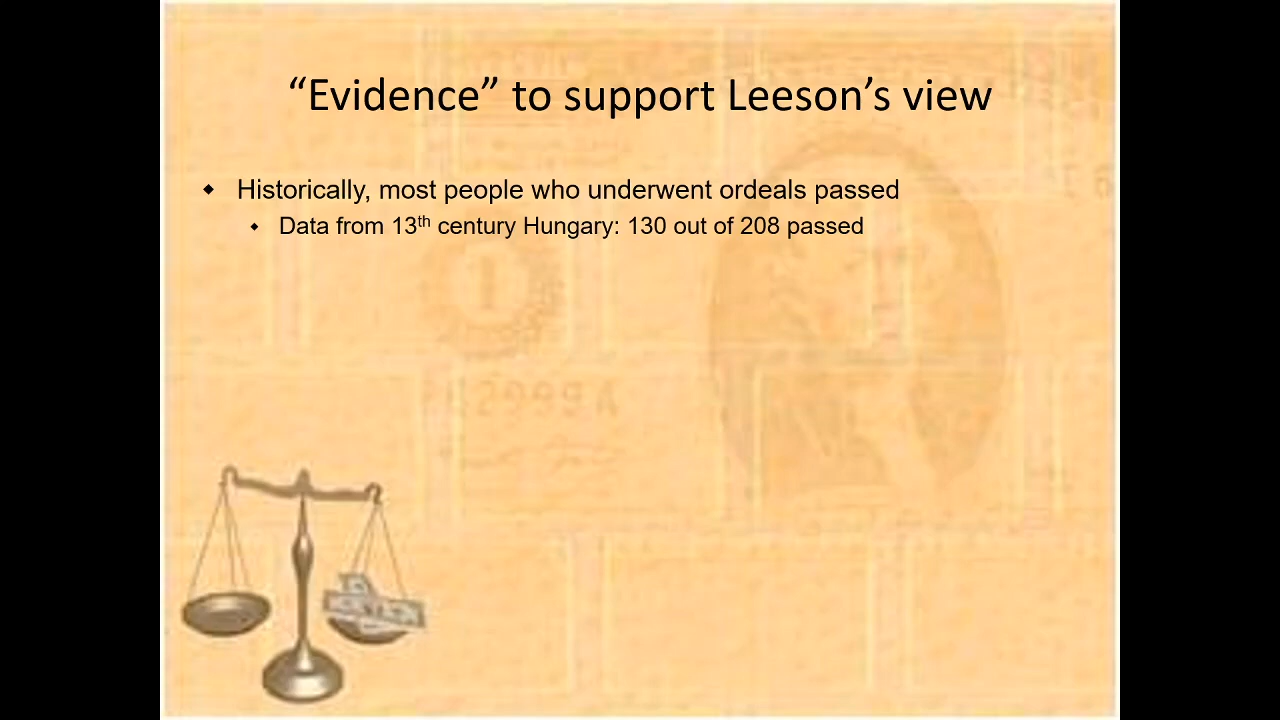 “Evidence” to support Leeson’s view
Historically, most people who underwent ordeals passed
Data from 13th century Hungary: 130 out of 208 passed